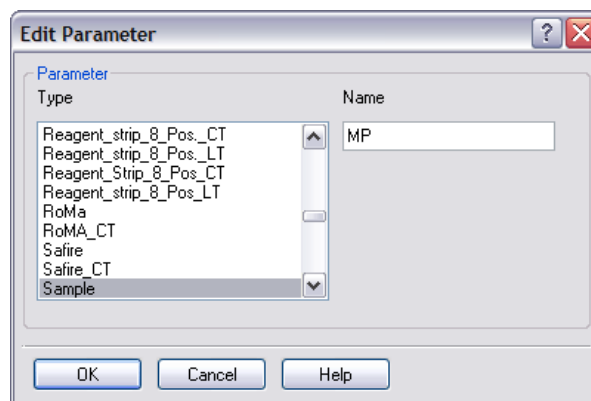 Edit Parameter
Parameter
Type Name
Reagent_strip_8_Pos._CT
MP
Reagent_strip_8_Pos._LT
Reagent_Strip_8_Pos_CT
Reagent_strip_8_Pos_LT
RoMa
RoMA_CT
Safire
Safire_CT
Sample
OK Cancel Help